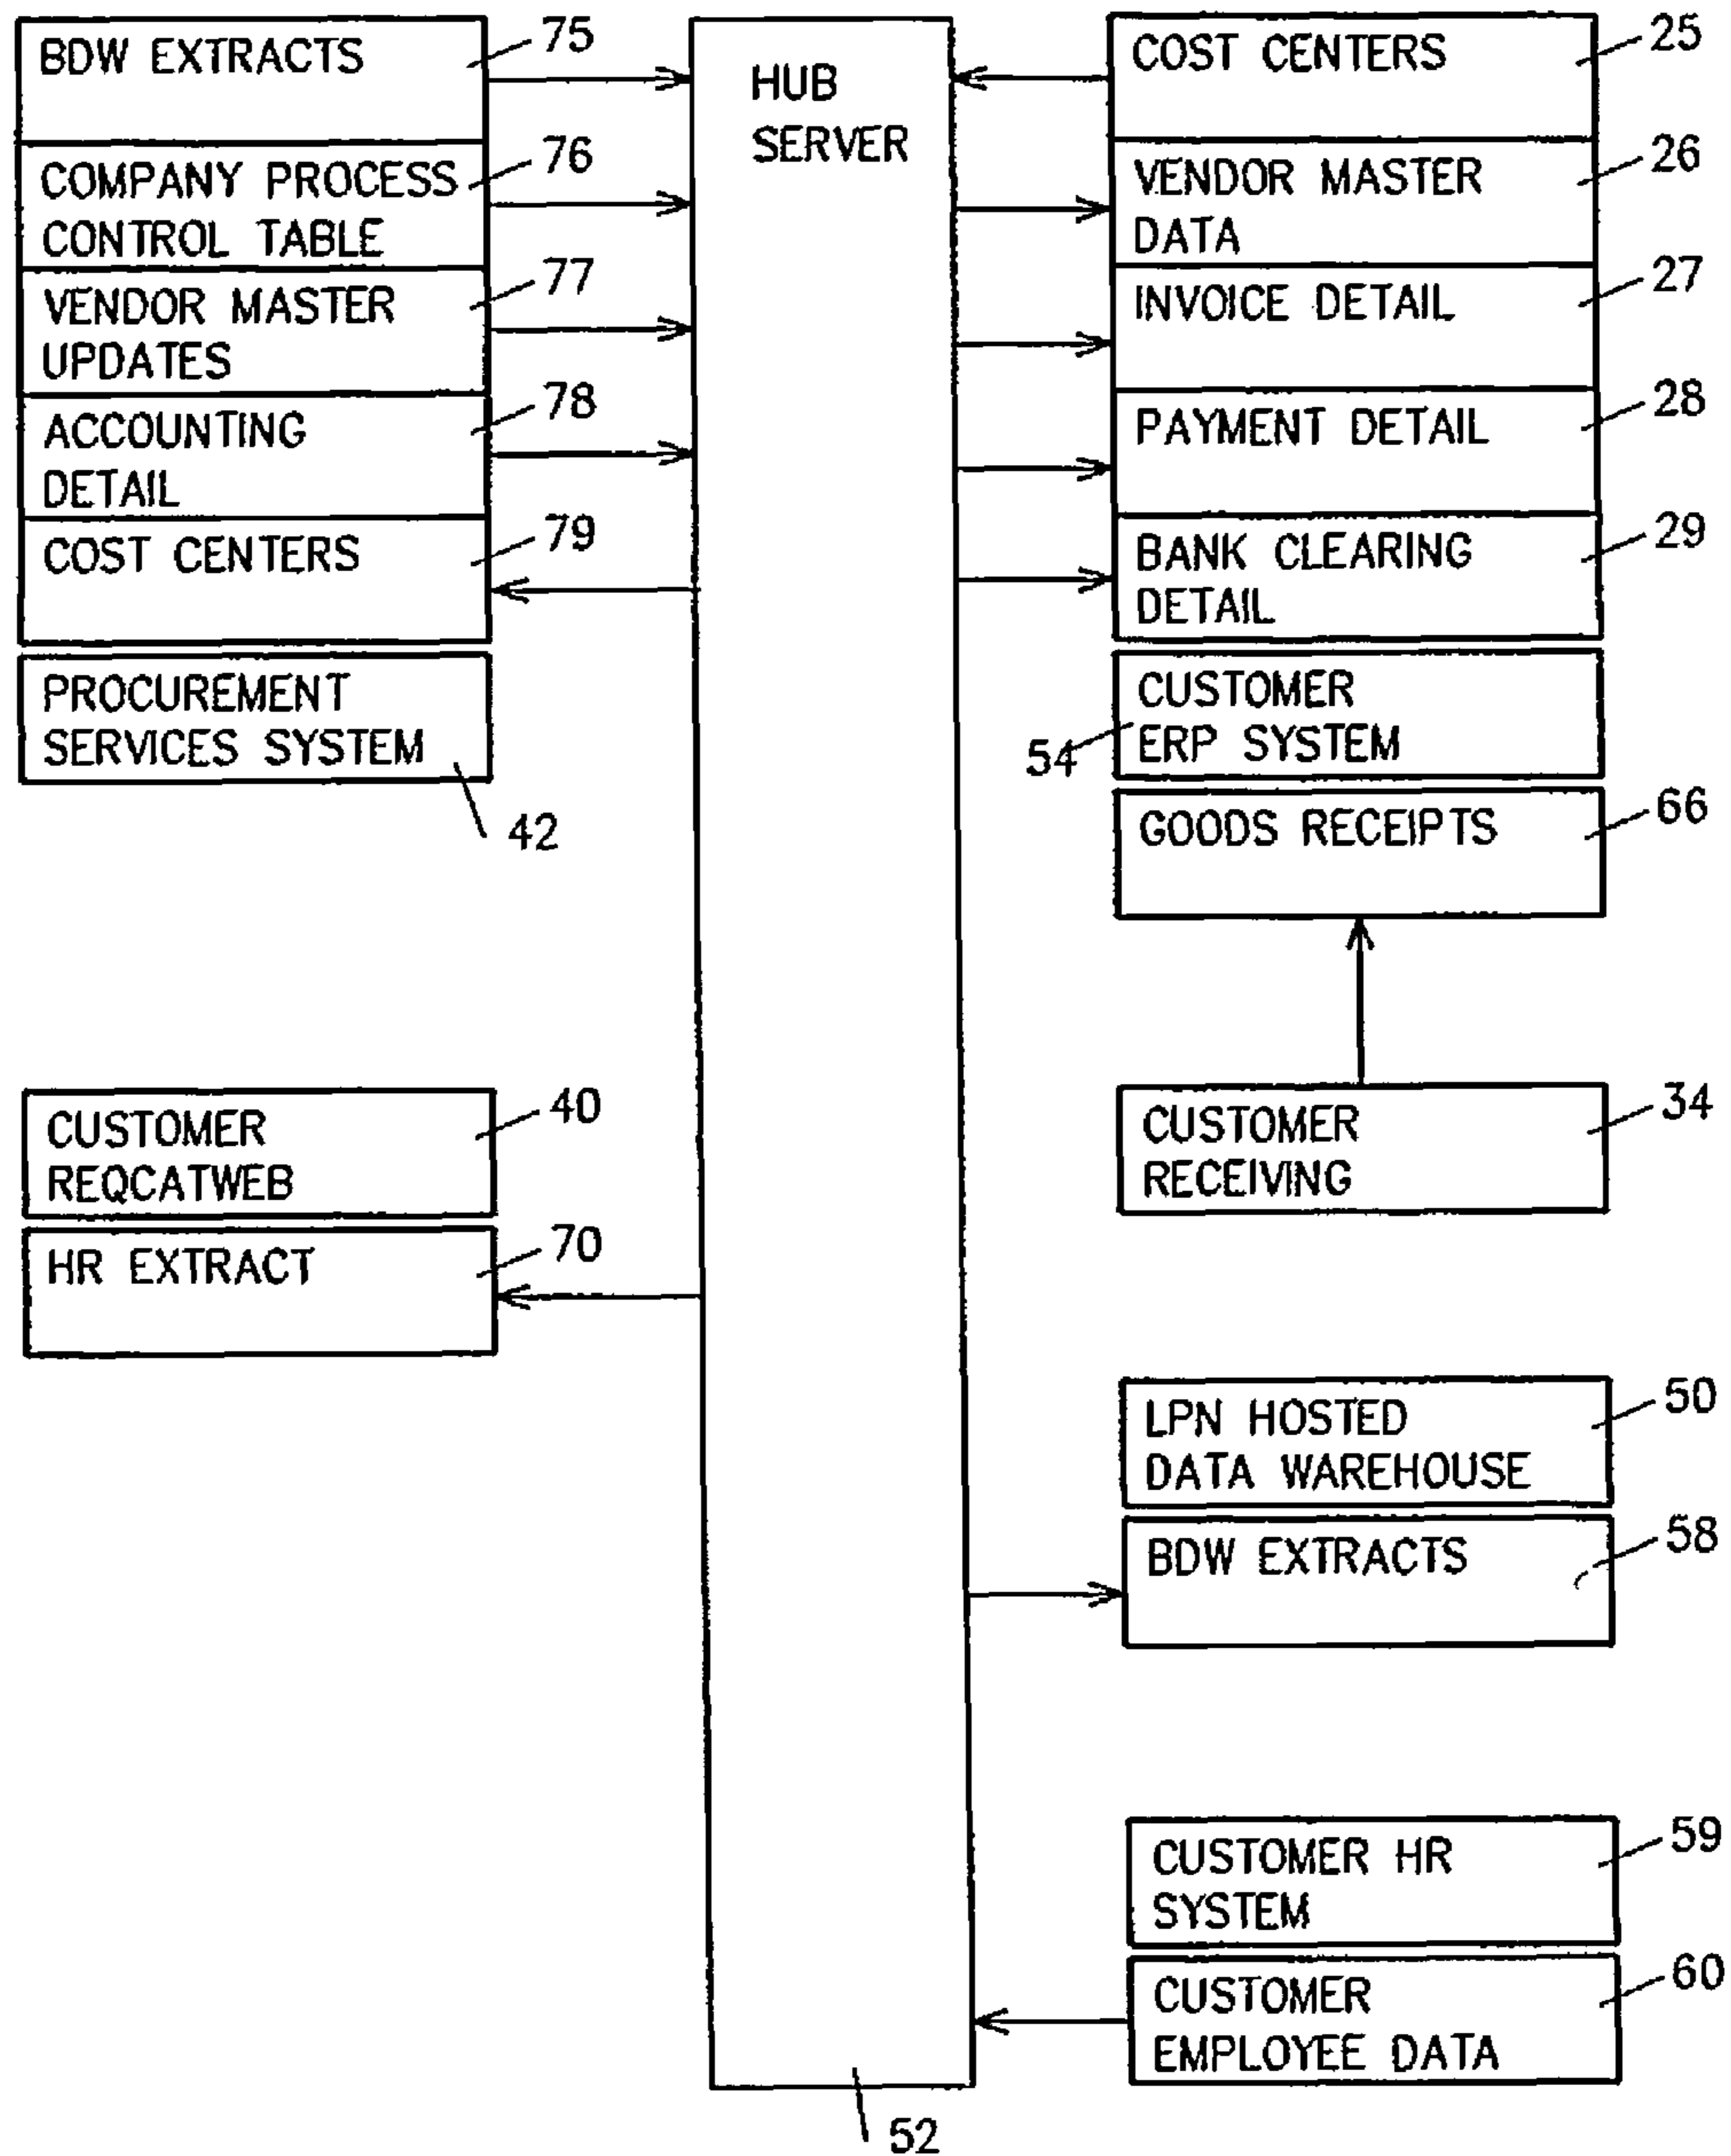 BDW EXTRACTS
75
COMPANY PROCESS
CONTROL TABLE
76
VENDOR MASTER
UPDATES
77
ACCOUNTING
DETAIL
78
COST CENTERS
79
PROCUREMENT
SERVICES SYSTEM
42
CUSTOMER
REQCATWEB
40
HR EXTRACT
70
HUB
SERVER
52
COST CENTERS
25
VENDOR MASTER
DATA
26
INVOICE DETAIL
27
PAYMENT DETAIL
28
BANK CLEARING
DETAIL
29
CUSTOMER
ERP SYSTEM
54
GOODS RECEIPTS
66
CUSTOMER
RECEIVING
34
LPN HOSTED
DATA WAREHOUSE
50
BDW EXTRACTS
58
CUSTOMER HR
SYSTEM
59
CUSTOMER
EMPLOYEE DATA
60